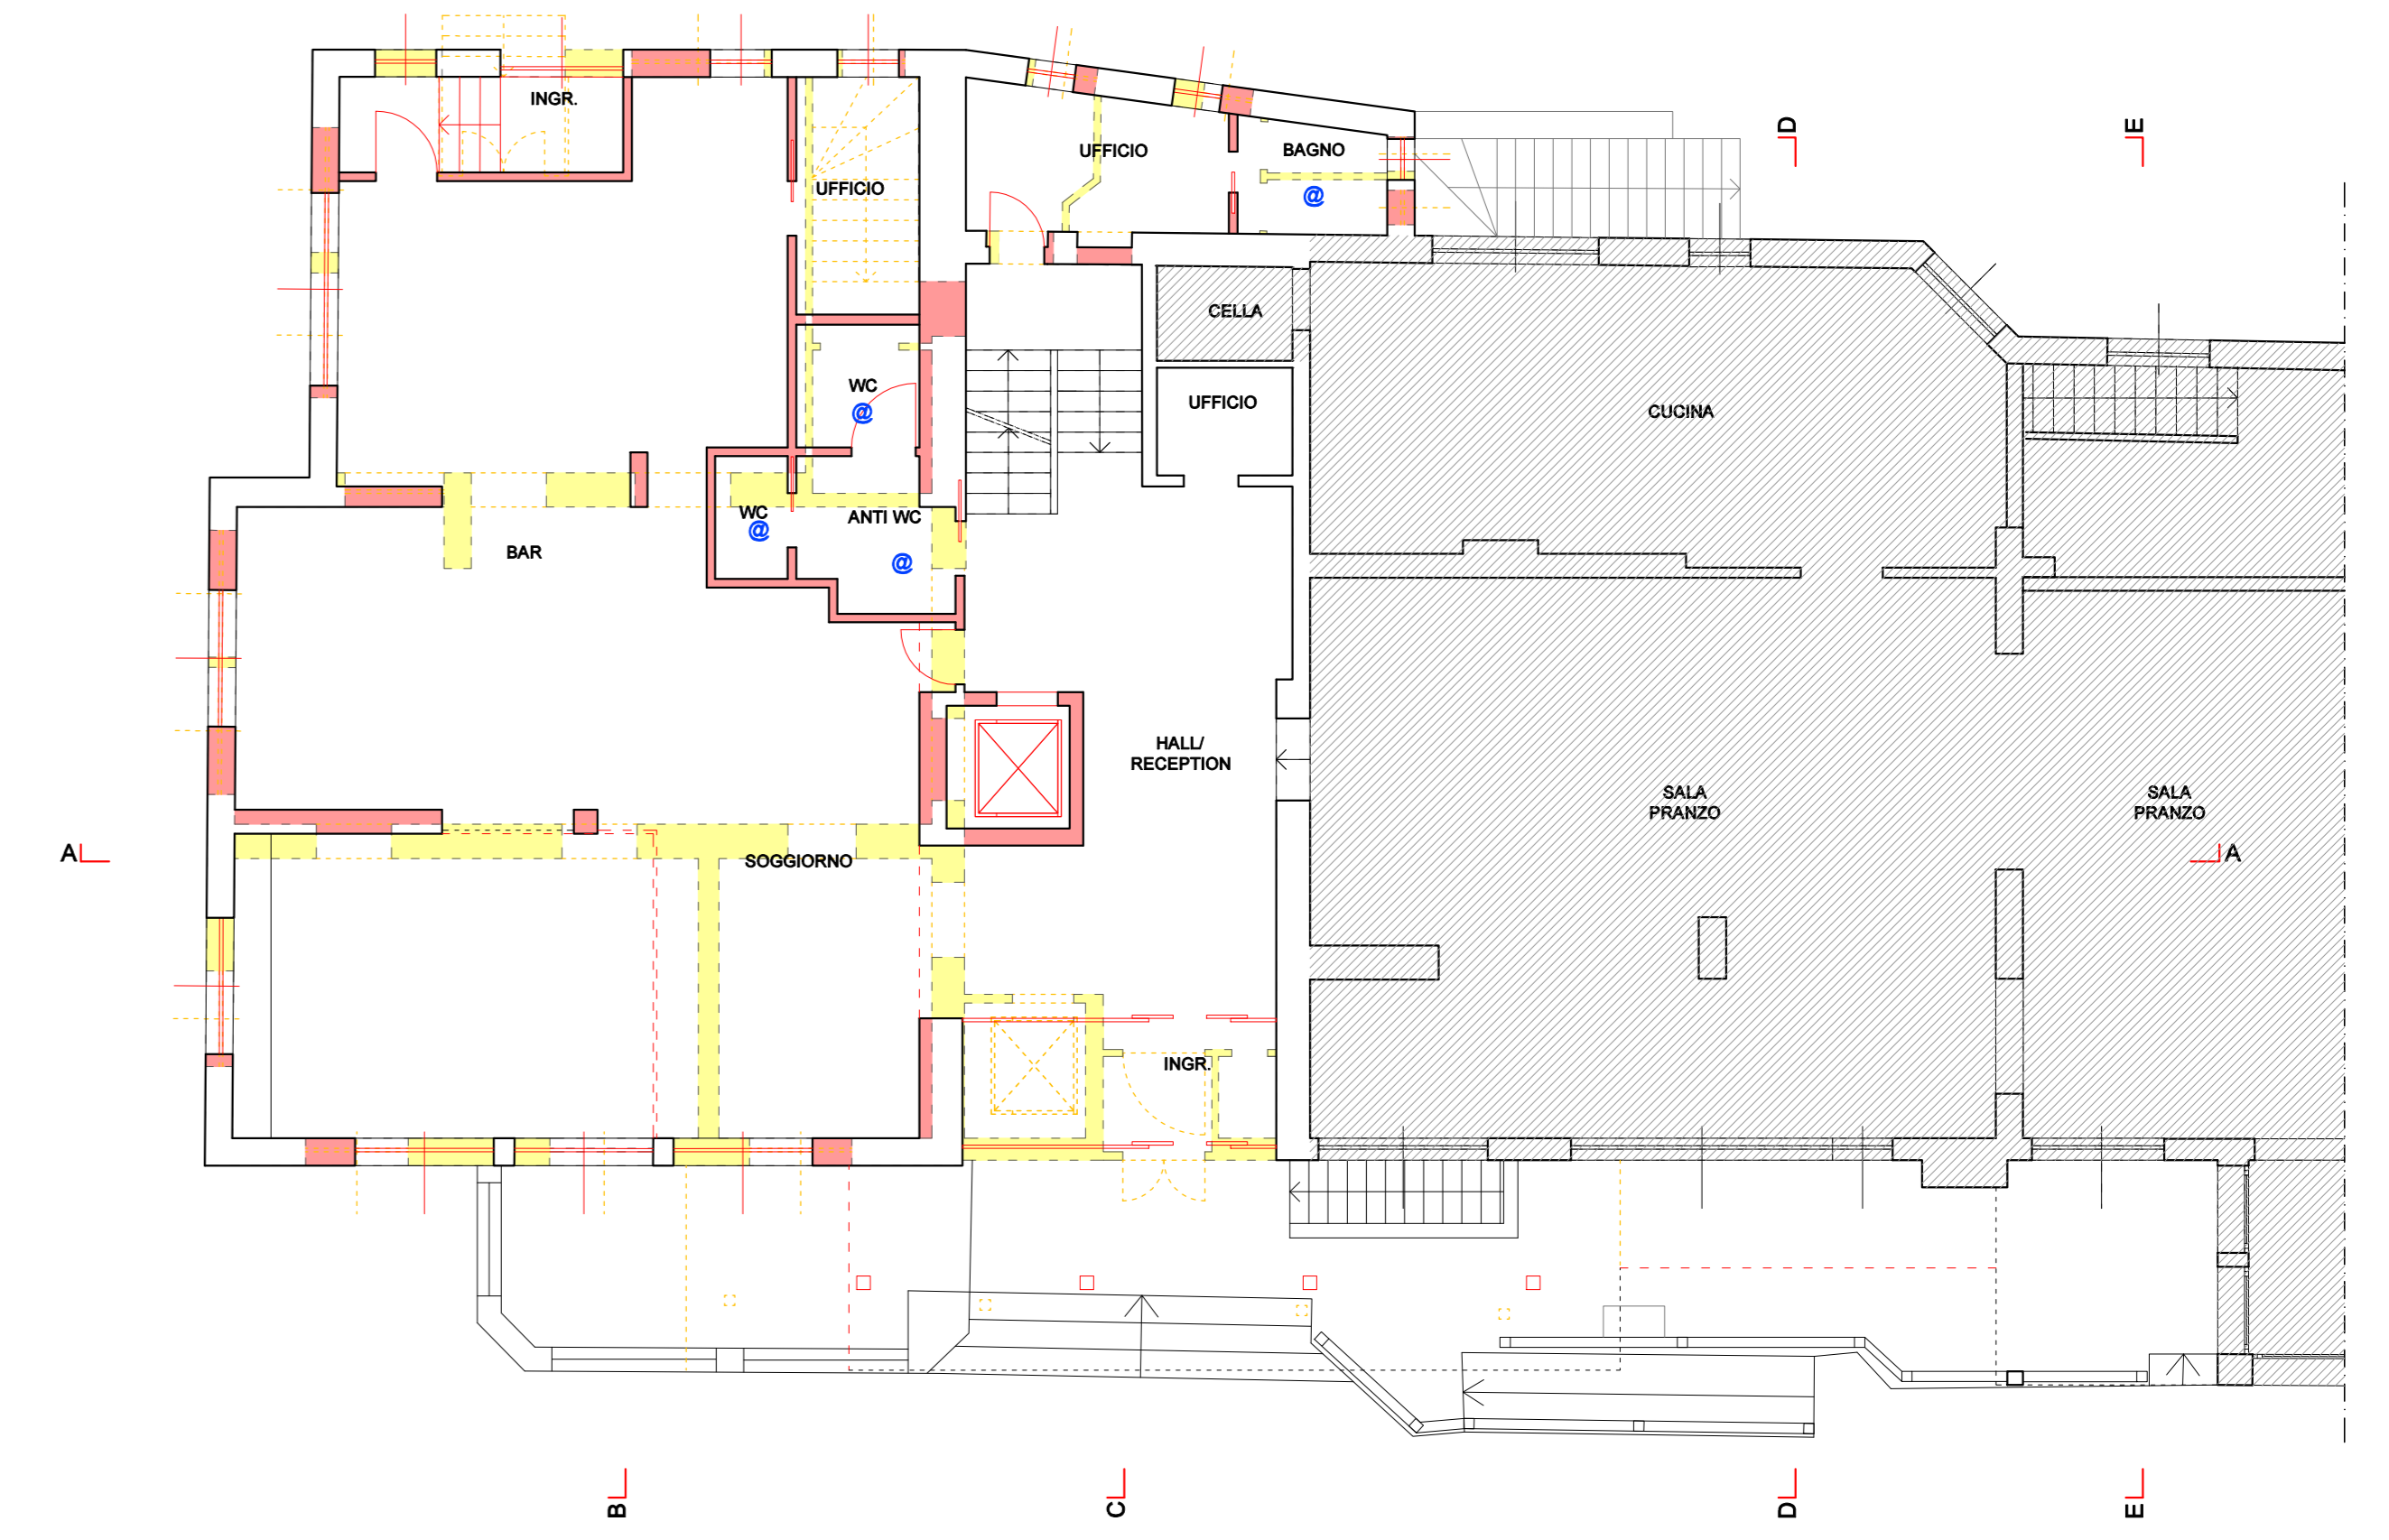 D
E
INGR.
UFFICIO
BAGNO
@
UFFICIO
CELLA
WC
@
UFFICIO
CUCINA
WC
@
ANTI WC
@
BAR
HALL/
RECEPTION
SALA
PRANZO
SALA
PRANZO
A
SOGGIORNO
A
INGR.
B
C
D
E